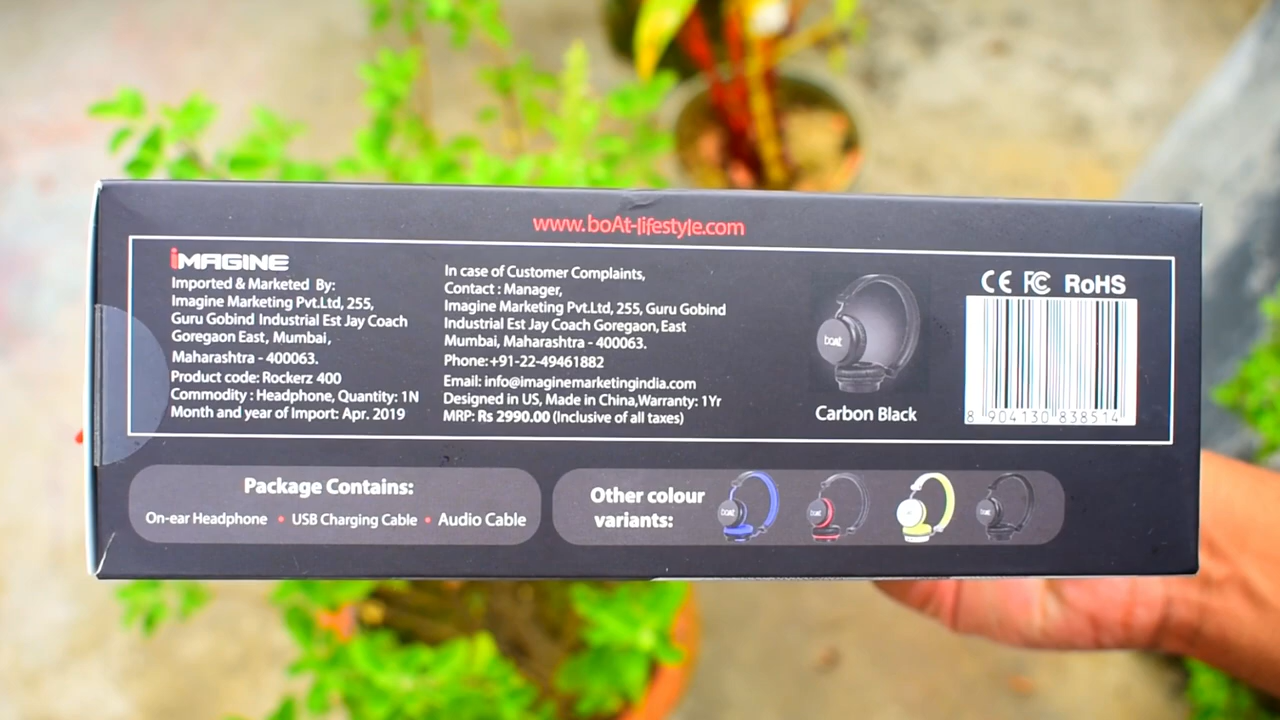 www.boAt-lifestyle.com
iMAGINE
Imported & Marketed By:
Imagine Marketing Pvt.Ltd, 255,
Guru Gobind Industrial Est Jay Coach
Goregaon East, Mumbai,
Maharashtra - 400063.
Product code: Rockerz 400
Commodity : Headphone, Quantity: 1N
Month and year of Import: Apr. 2019
In case of Customer Complaints,
Contact : Manager,
Imagine Marketing Pvt.Ltd, 255, Guru Gobind
Industrial Est Jay Coach Goregaon, East
Mumbai, Maharashtra - 400063.
Phone: +91-22-49461882
Email: info@imaginemarketingindia.com
Designed in US, Made in China,Warranty: 1Yr
MRP: Rs 2990.00 (Inclusive of all taxes)
boAt
Carbon Black
CE FC RoHS
8 904130 838514
Package Contains:
On-ear Headphone • USB Charging Cable • Audio Cable
Other colour
variants:
boAt
boAt
boAt